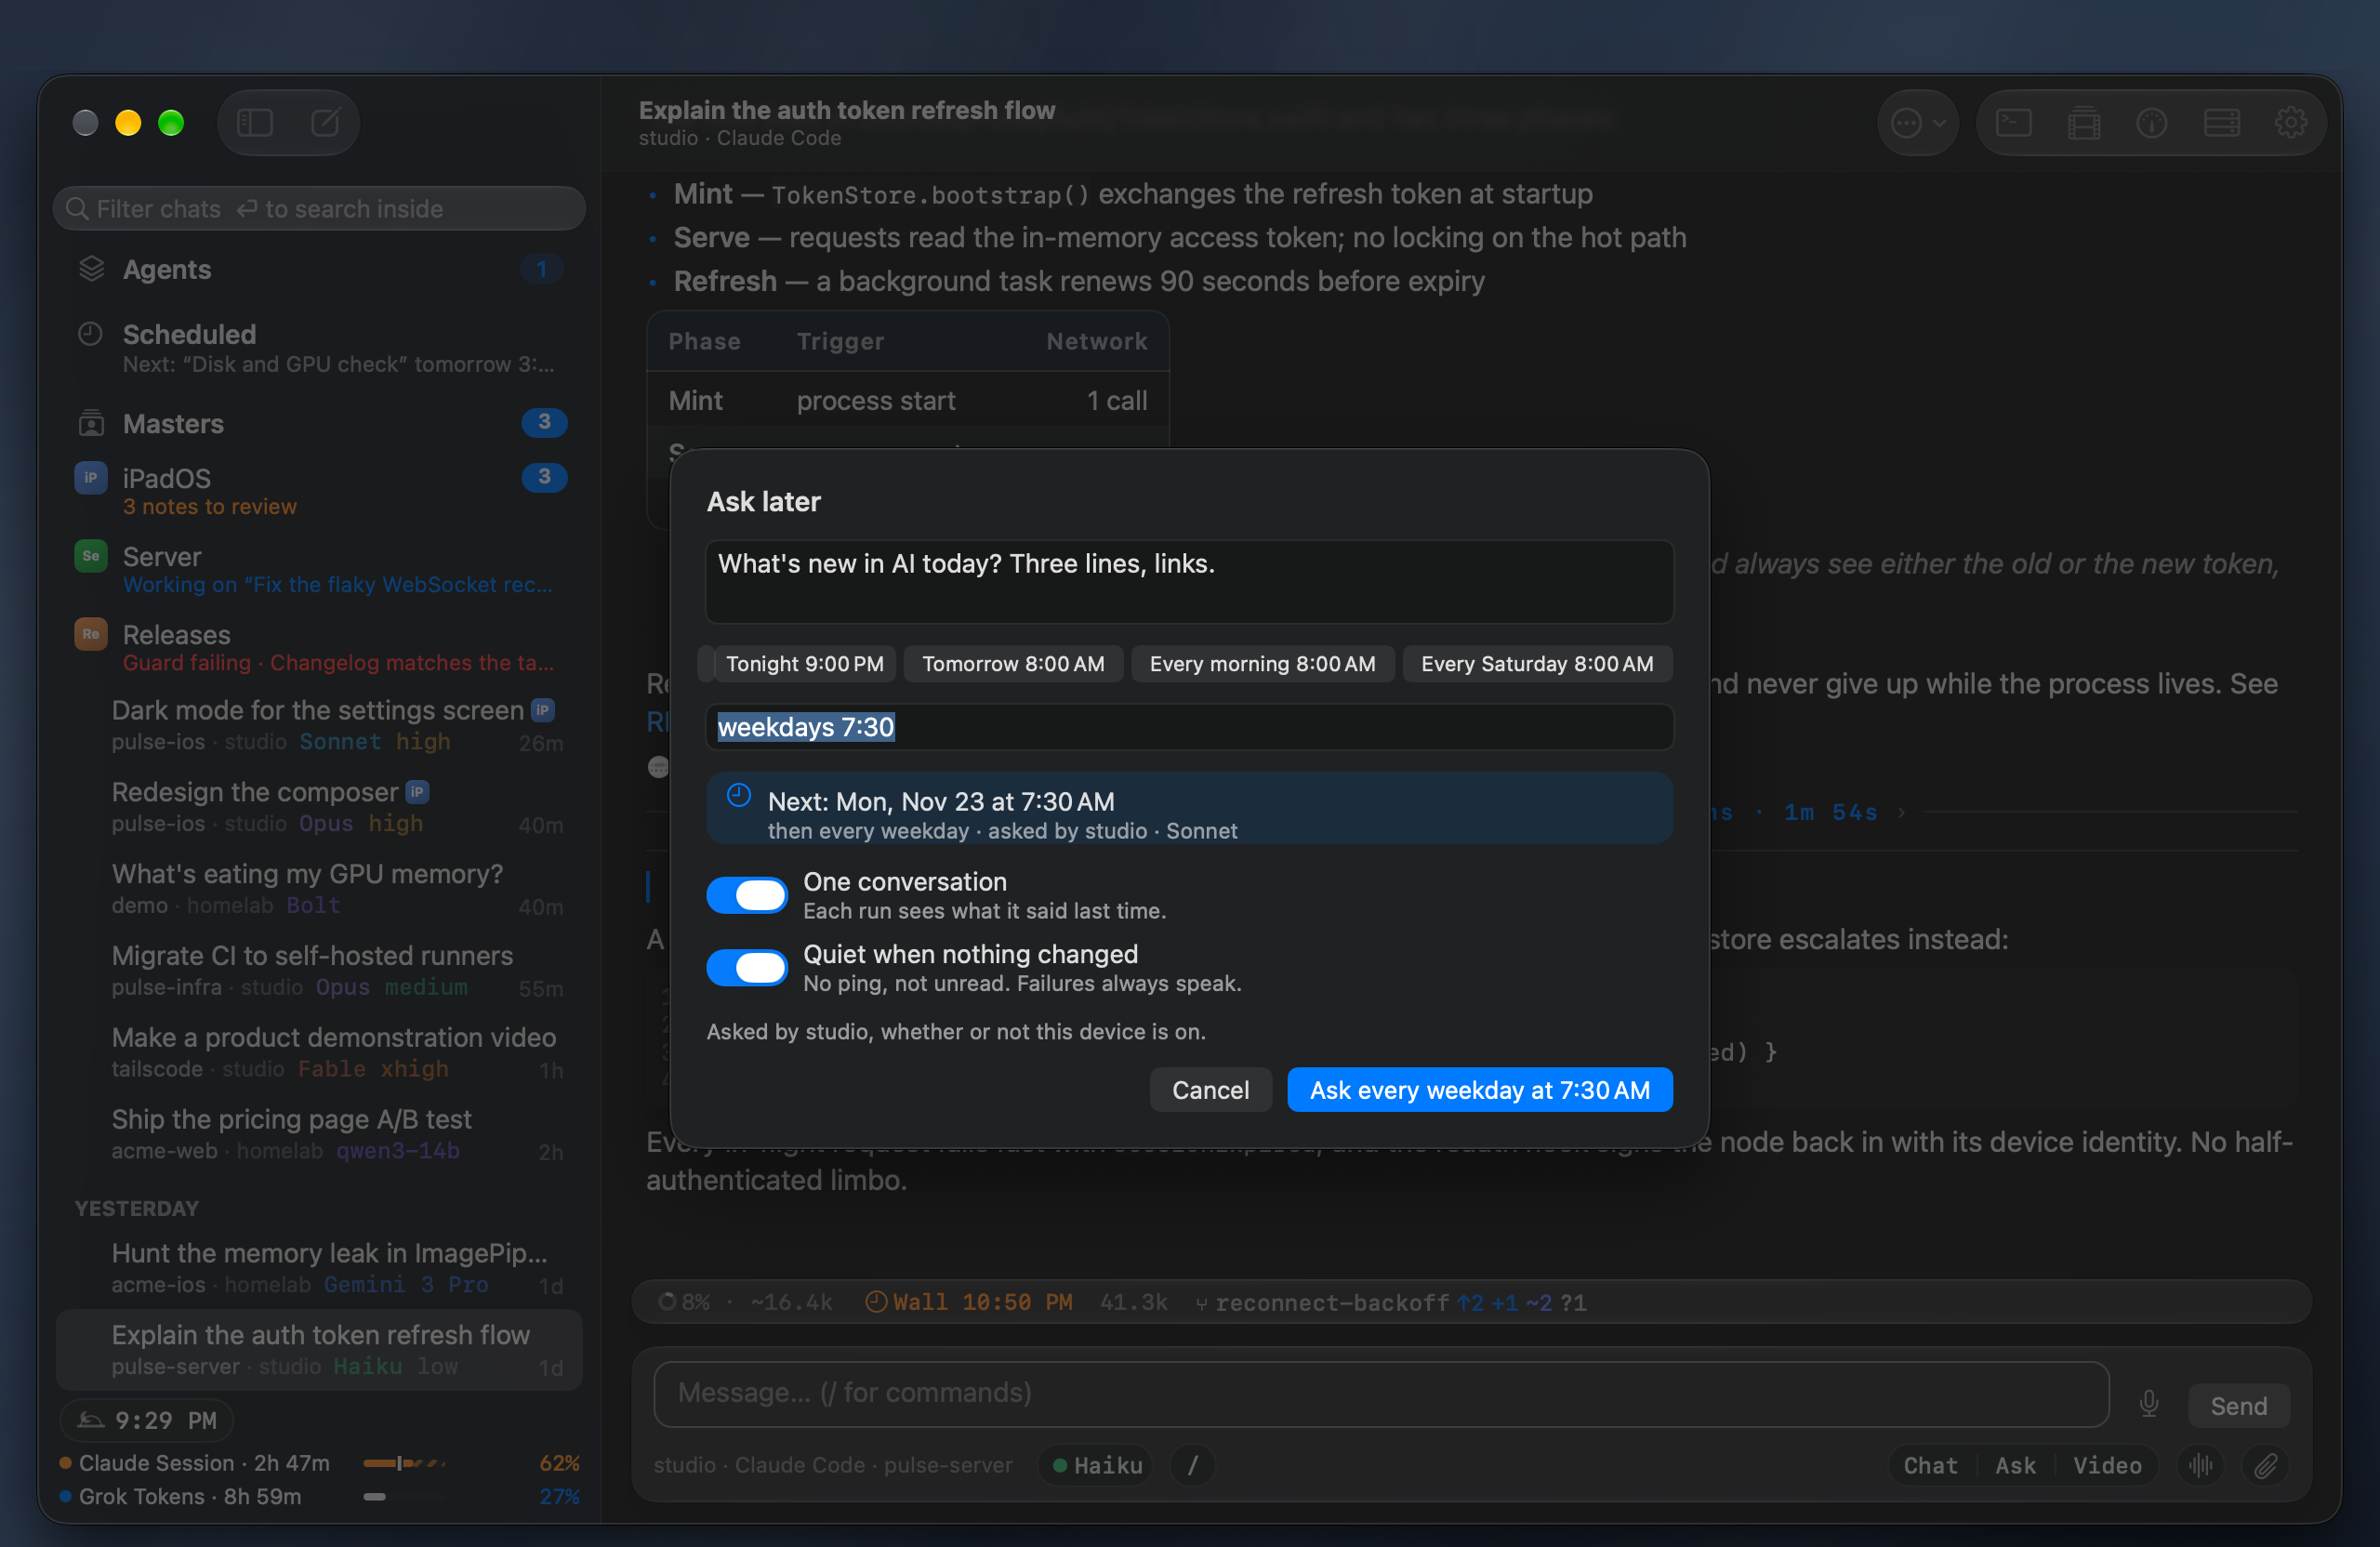 Explain the auth token refresh flow
studio · Claude Code
Filter chats ↩ to search inside
Agents 1
Scheduled
Next: “Disk and GPU check” tomorrow 3:...
Masters 3
iP iPadOS 3
3 notes to review
Se Server
Working on “Fix the flaky WebSocket rec...
Re Releases
Guard failing · Changelog matches the ta...
Dark mode for the settings screen iP
pulse-ios · studio Sonnet high 26m
Redesign the composer iP
pulse-ios · studio Opus high 40m
What's eating my GPU memory?
demo · homelab Bolt 40m
Migrate CI to self-hosted runners
pulse-infra · studio Opus medium 55m
Make a product demonstration video
tailscode · studio Fable xhigh 1h
Ship the pricing page A/B test
acme-web · homelab qwen3-14b 2h
YESTERDAY
Hunt the memory leak in ImagePip...
acme-ios · homelab Gemini 3 Pro 1d
Explain the auth token refresh flow
pulse-server · studio Haiku low 1d
9:29 PM
Claude Session · 2h 47m 62%
Grok Tokens · 8h 59m 27%
• Mint — TokenStore.bootstrap() exchanges the refresh token at startup
• Serve — requests read the in-memory access token; no locking on the hot path
• Refresh — a background task renews 90 seconds before expiry
Phase Trigger Network
Mint process start 1 call
d always see either the old or the new token,
nd never give up while the process lives. See
1m 54s ›
A
store escalates instead:
ed) }
the node back in with its device identity. No half-
authenticated limbo.
Ask later
What's new in AI today? Three lines, links.
Tonight 9:00 PM
Tomorrow 8:00 AM
Every morning 8:00 AM
Every Saturday 8:00 AM
weekdays 7:30
Next: Mon, Nov 23 at 7:30 AM
then every weekday · asked by studio · Sonnet
One conversation
Each run sees what it said last time.
Quiet when nothing changed
No ping, not unread. Failures always speak.
Asked by studio, whether or not this device is on.
Cancel
Ask every weekday at 7:30 AM
8% · ~16.4k Wall 10:50 PM 41.3k reconnect-backoff ↑2 +1 ~2 ?1
Message... (/ for commands)
Send
studio · Claude Code · pulse-server Haiku /
Chat Ask Video